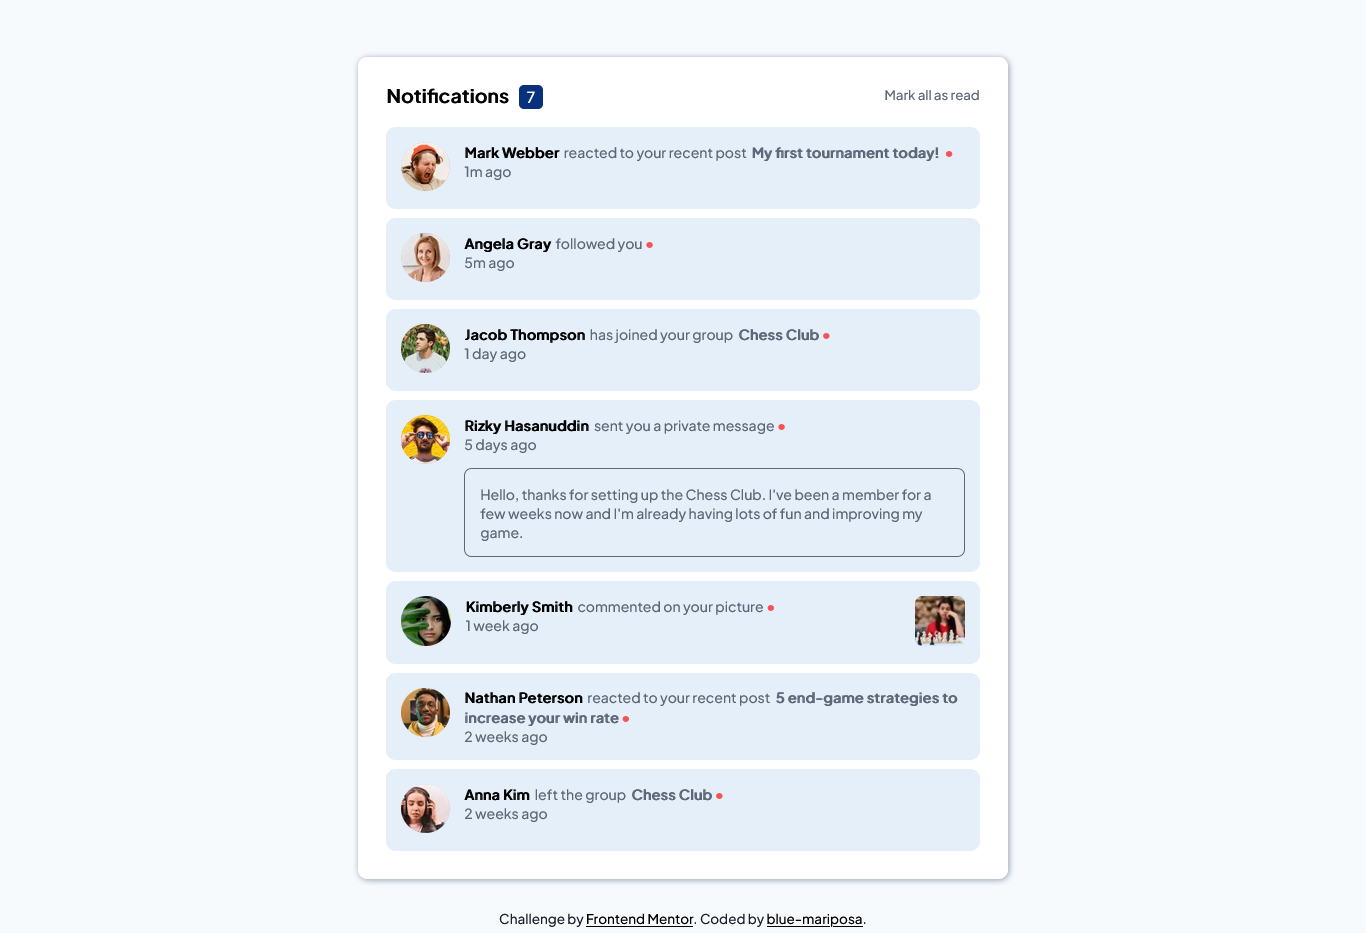 Notifications 7
Mark all as read
Mark Webber reacted to your recent post My first tournament today!
1m ago
Angela Gray followed you
5m ago
Jacob Thompson has joined your group Chess Club
1 day ago
Rizky Hasanuddin sent you a private message
5 days ago
Hello, thanks for setting up the Chess Club. I've been a member for a
few weeks now and I'm already having lots of fun and improving my
game.
Kimberly Smith commented on your picture
1 week ago
Nathan Peterson reacted to your recent post 5 end-game strategies to
increase your win rate
2 weeks ago
Anna Kim left the group Chess Club
2 weeks ago
Challenge by Frontend Mentor. Coded by blue-mariposa.